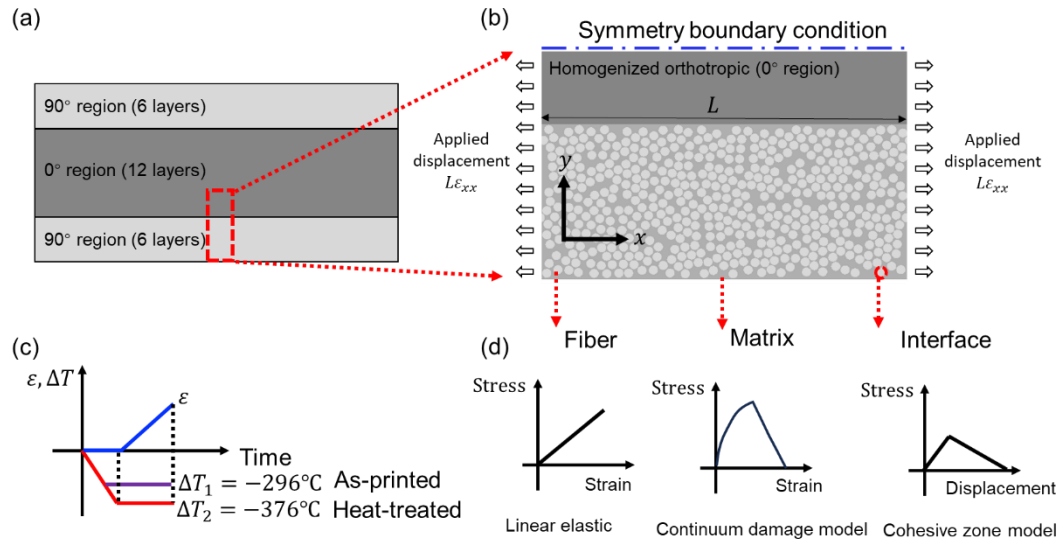 (a)
90° region (6 layers)
0° region (12 layers)
90° region (6 layers)
(b)
Symmetry boundary condition
Homogenized orthotropic (0° region)
L
Applied
displacement
Lε_xx
Applied
displacement
Lε_xx
y
x
Fiber
Matrix
Interface
(c)
ε, ΔT
ε
Time
ΔT₁ = −296°C As-printed
ΔT₂ = −376°C Heat-treated
(d)
Stress
Strain
Linear elastic
Stress
Strain
Continuum damage model
Stress
Displacement
Cohesive zone model